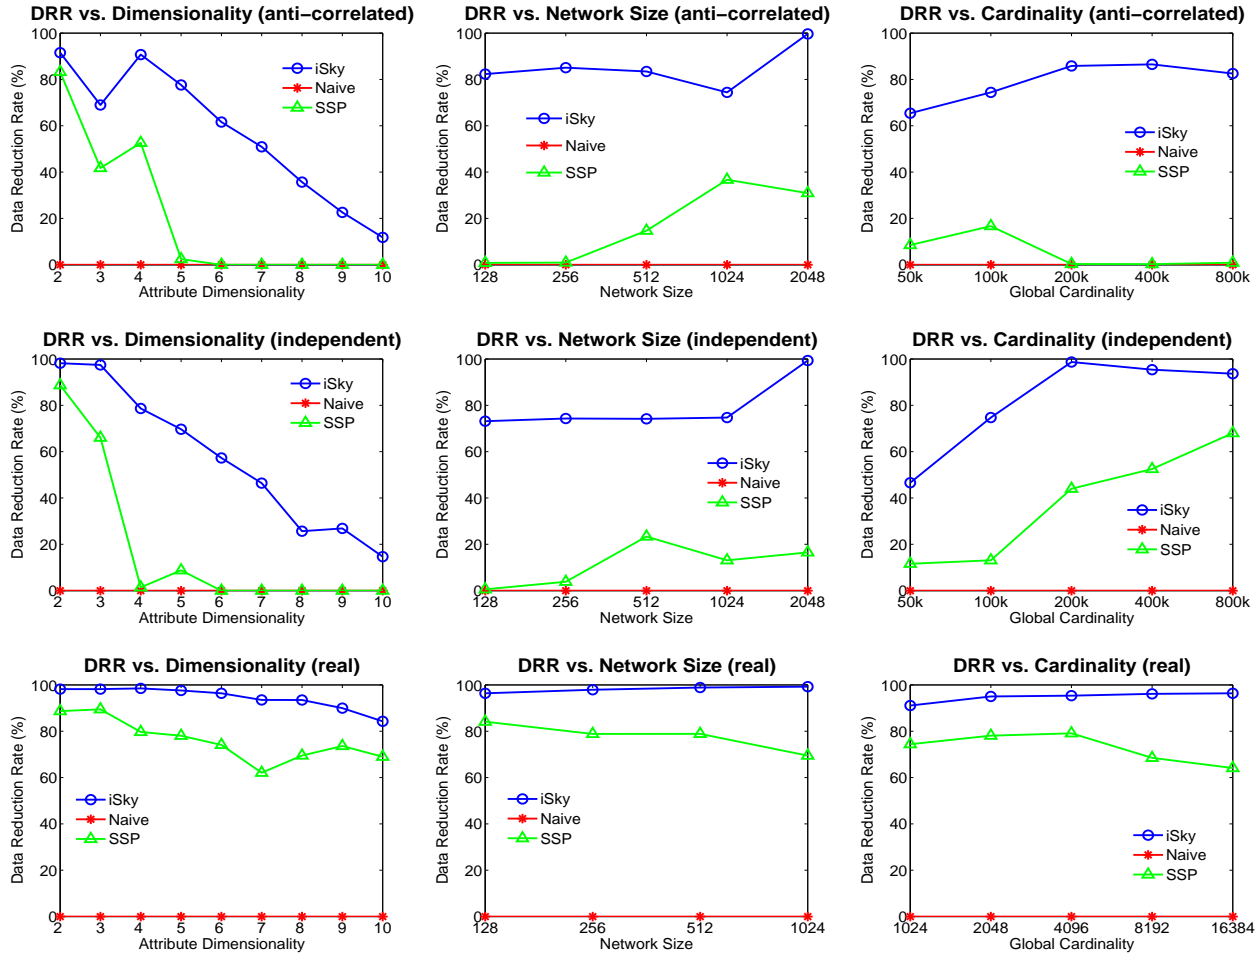 DRR vs. Dimensionality (anti−correlated)
100
80
60
40
20
0
Data Reduction Rate (%)
iSky
Naive
SSP
2 3 4 5 6 7 8 9 10
Attribute Dimensionality
DRR vs. Network Size (anti−correlated)
100
80
60
40
20
0
Data Reduction Rate (%)
iSky
Naive
SSP
128 256 512 1024 2048
Network Size
DRR vs. Cardinality (anti−correlated)
100
80
60
40
20
0
Data Reduction Rate (%)
iSky
Naive
SSP
50k 100k 200k 400k 800k
Global Cardinality
DRR vs. Dimensionality (independent)
100
80
60
40
20
0
Data Reduction Rate (%)
iSky
Naive
SSP
2 3 4 5 6 7 8 9 10
Attribute Dimensionality
DRR vs. Network Size (independent)
100
80
60
40
20
0
Data Reduction Rate (%)
iSky
Naive
SSP
128 256 512 1024 2048
Network Size
DRR vs. Cardinality (independent)
100
80
60
40
20
0
Data Reduction Rate (%)
iSky
Naive
SSP
50k 100k 200k 400k 800k
Global Cardinality
DRR vs. Dimensionality (real)
100
80
60
40
20
0
Data Reduction Rate (%)
iSky
Naive
SSP
2 3 4 5 6 7 8 9 10
Attribute Dimensionality
DRR vs. Network Size (real)
100
80
60
40
20
0
Data Reduction Rate (%)
iSky
Naive
SSP
128 256 512 1024
Network Size
DRR vs. Cardinality (real)
100
80
60
40
20
0
Data Reduction Rate (%)
iSky
Naive
SSP
1024 2048 4096 8192 16384
Global Cardinality